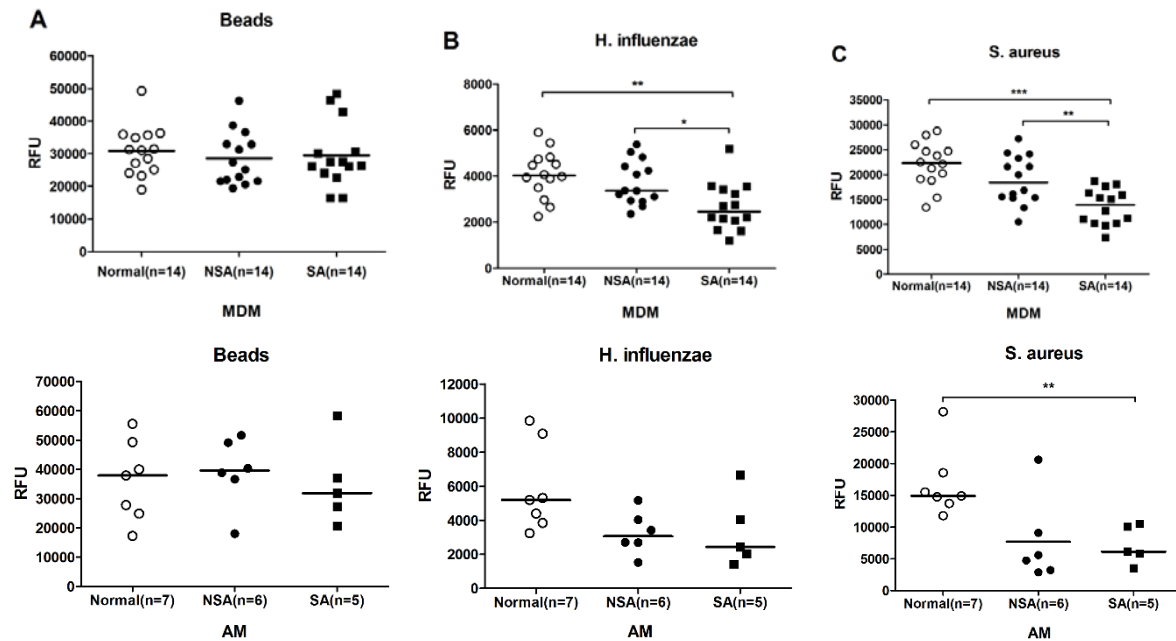 A
Beads
RFU
60000
50000
40000
30000
20000
10000
0
Normal(n=14) NSA(n=14) SA(n=14)
MDM
B
H. influenzae
RFU
8000
6000
4000
2000
0
**
*
Normal(n=14) NSA(n=14) SA(n=14)
MDM
C
S. aureus
RFU
35000
30000
25000
20000
15000
10000
5000
0
***
**
Normal(n=14) NSA(n=14) SA(n=14)
MDM
Beads
RFU
70000
60000
50000
40000
30000
20000
10000
0
Normal(n=7) NSA(n=6) SA(n=5)
AM
H. influenzae
RFU
12000
10000
8000
6000
4000
2000
0
Normal(n=7) NSA(n=6) SA(n=5)
AM
S. aureus
RFU
30000
25000
20000
15000
10000
5000
0
**
Normal(n=7) NSA(n=6) SA(n=5)
AM